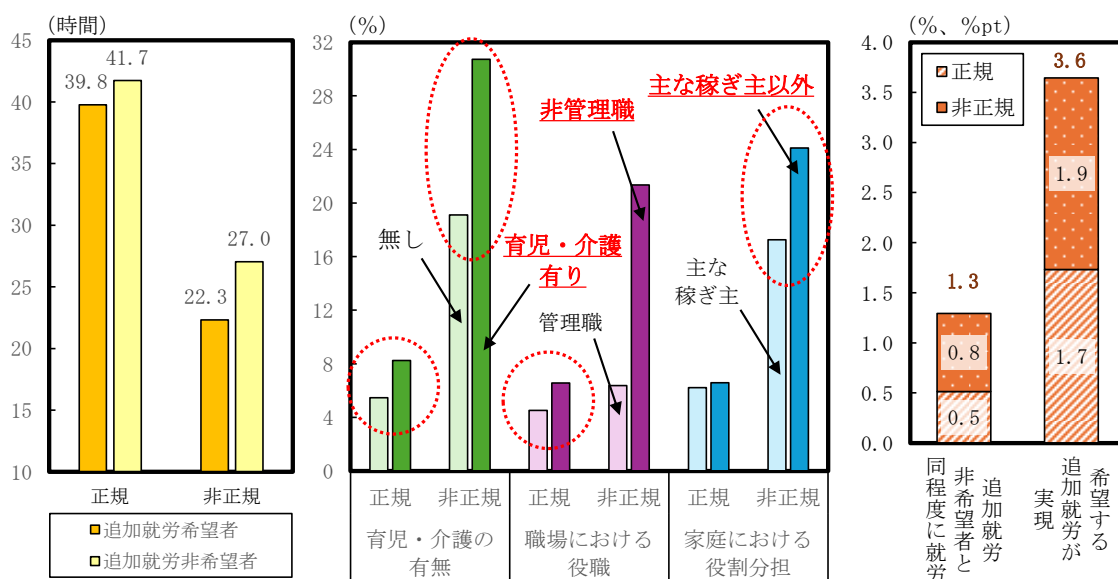 (時間)
45
40
35
30
25
20
15
10
39.8
41.7
22.3
27.0
正規
非正規
追加就労希望者
追加就労非希望者
(%)
32
28
24
20
16
12
8
4
0
無し
育児・介護
有り
非管理職
管理職
主な稼ぎ主以外
主な
稼ぎ主
正規
非正規
正規
非正規
正規
非正規
育児・介護の
有無
職場における
役職
家庭における
役割分担
(%、%pt)
4.0
3.5
3.0
2.5
2.0
1.5
1.0
0.5
0.0
正規
非正規
1.3
0.8
0.5
3.6
1.9
1.7
追加就労
非希望者と
同程度に就労
希望する
追加就労が
実現